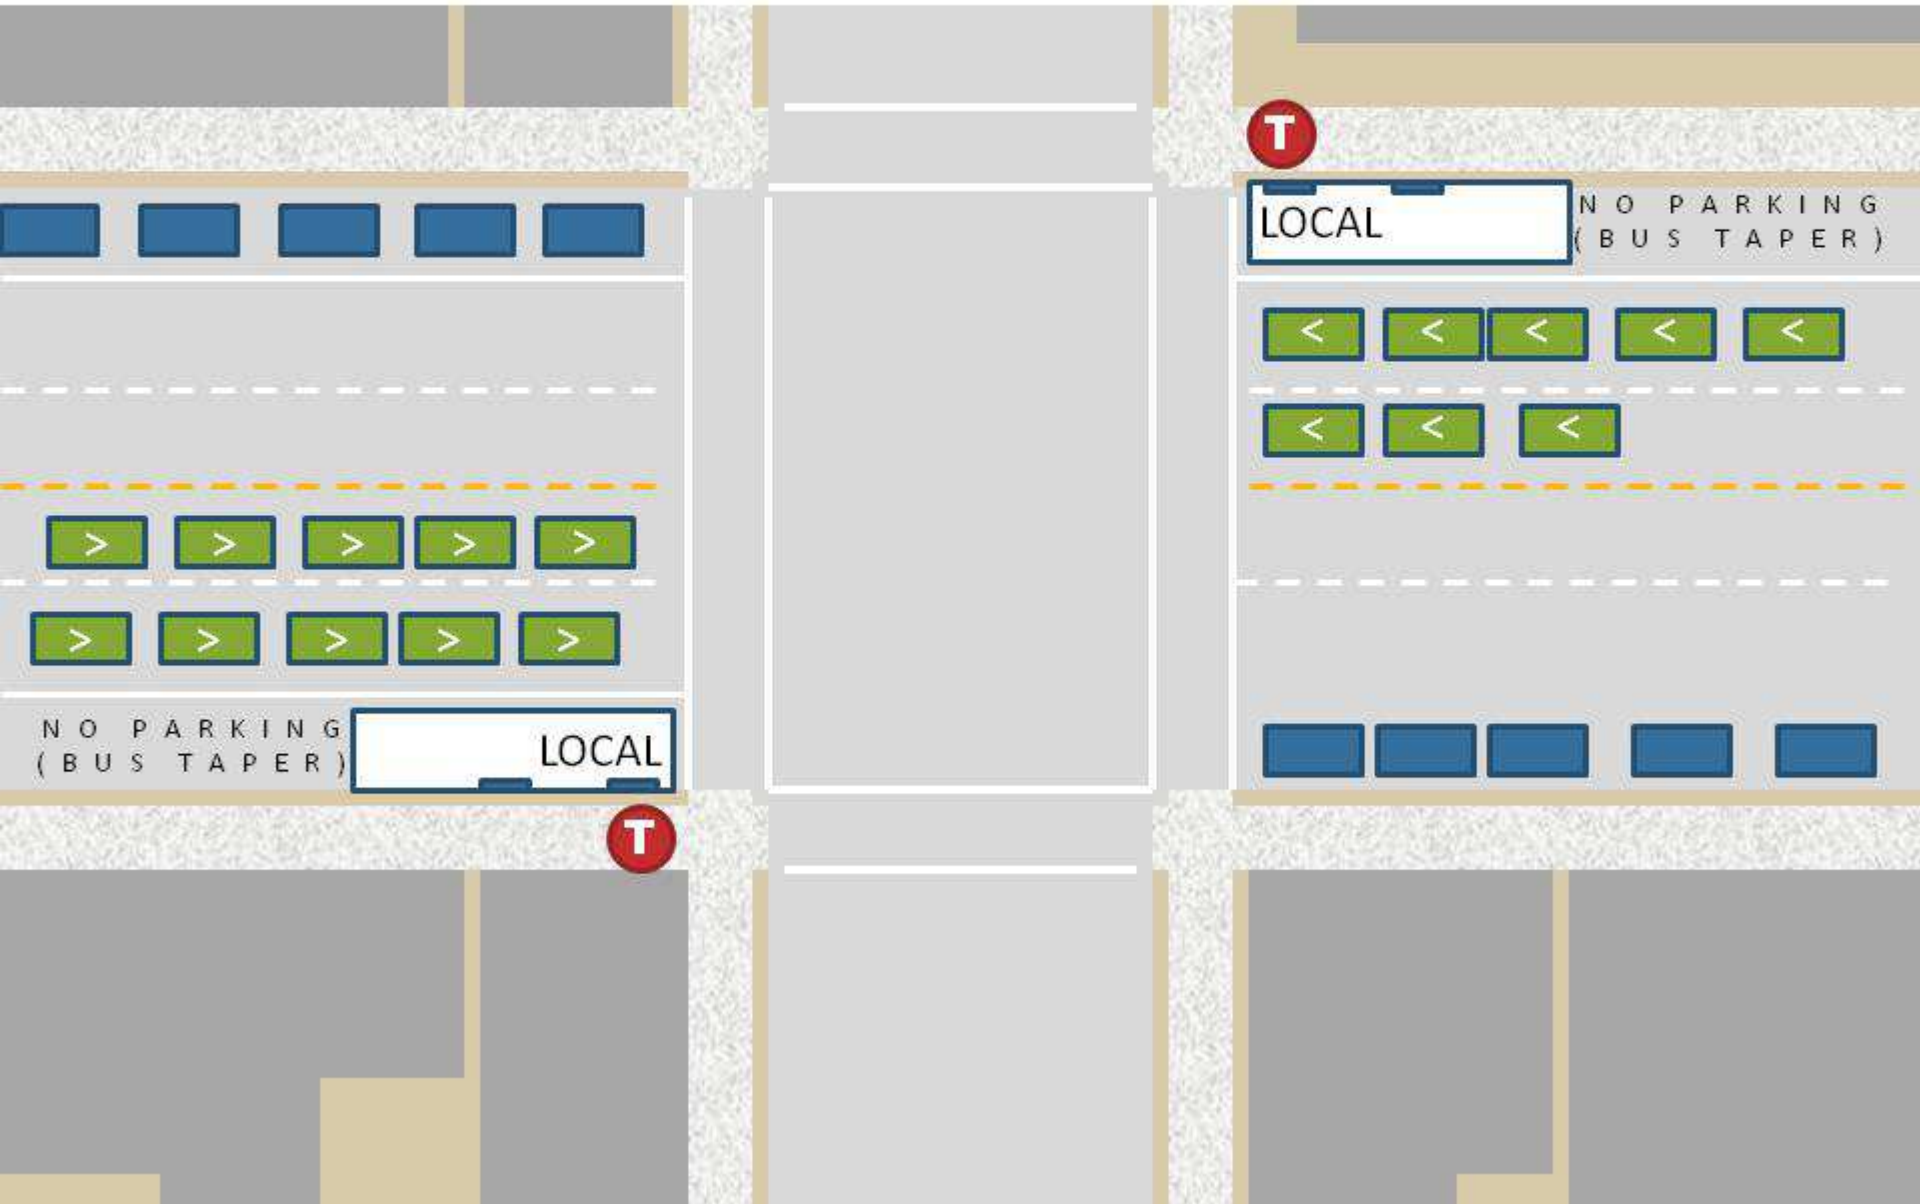 T
LOCAL
NO PARKING
(BUS TAPER)
< < < < <
< < <
> > > > >
> > > > >
NO PARKING
(BUS TAPER)
LOCAL
T